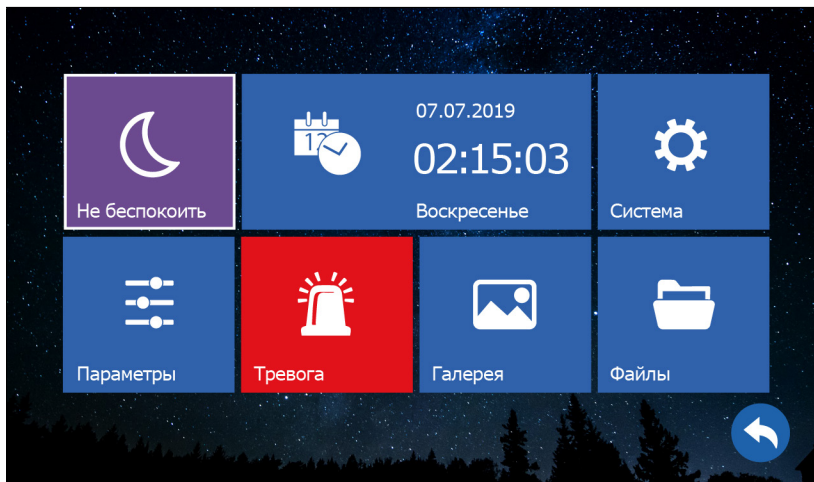 07.07.2019
02:15:03
Не беспокоить
Воскресенье
Система
Параметры
Тревога
Галерея
Файлы